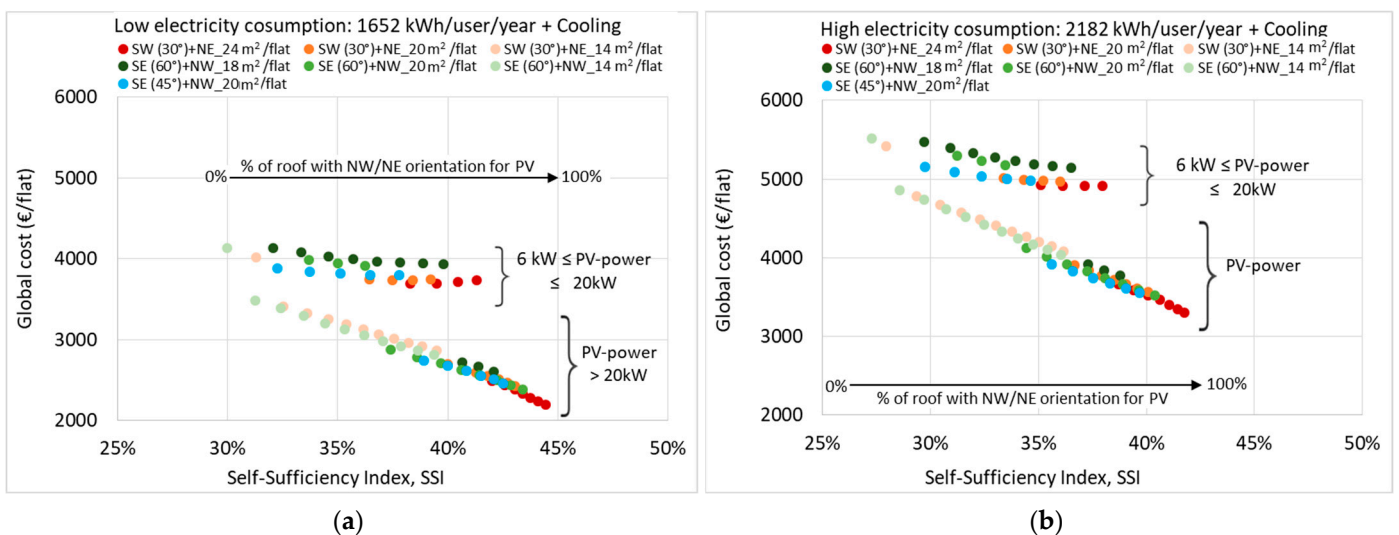 Low electricity cosumption: 1652 kWh/user/year + Cooling
SW (30°)+NE_24 m²/flat SW (30°)+NE_20 m²/flat SW (30°)+NE_14 m²/flat
SE (60°)+NW_18 m²/flat SE (60°)+NW_20 m²/flat SE (60°)+NW_14 m²/flat
SE (45°)+NW_20m²/flat
Global cost (€/flat)
6000
5000
4000
3000
2000
% of roof with NW/NE orientation for PV
0% 100%
6 kW ≤ PV-power
≤ 20kW
PV-power
> 20kW
25% 30% 35% 40% 45% 50%
Self-Sufficiency Index, SSI
(a)
High electricity cosumption: 2182 kWh/user/year + Cooling
SW (30°)+NE_24 m²/flat SW (30°)+NE_20 m²/flat SW (30°)+NE_14 m²/flat
SE (60°)+NW_18 m²/flat SE (60°)+NW_20 m²/flat SE (60°)+NW_14 m²/flat
SE (45°)+NW_20m²/flat
Global cost (€/flat)
6000
5000
4000
3000
2000
6 kW ≤ PV-power
≤ 20kW
PV-power
0% 100%
% of roof with NW/NE orientation for PV
25% 30% 35% 40% 45% 50%
Self-Sufficiency Index, SSI
(b)